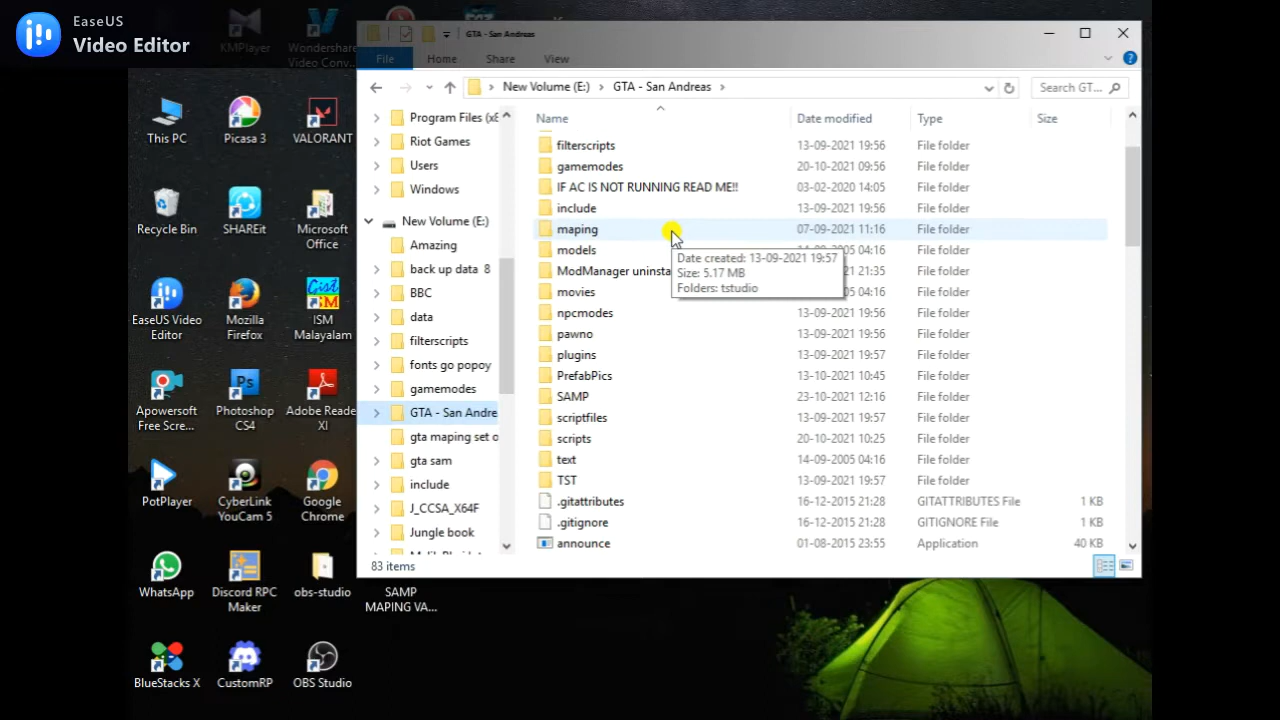 EaseUS
Video Editor
KMPlayer
Wondershare
Video Conv...
This PC
Picasa 3
VALORANT
Recycle Bin
SHAREit
Microsoft
Office
EaseUS Video
Editor
Mozilla
Firefox
ISM
Malayalam
Apowersoft
Free Scre...
Photoshop
CS4
Adobe Reader
XI
PotPlayer
CyberLink
YouCam 5
Google
Chrome
WhatsApp
Discord RPC
Maker
obs-studio
SAMP
MAPING VA...
BlueStacks X
CustomRP
OBS Studio
GTA - San Andreas
File Home Share View
New Volume (E:) GTA - San Andreas
Search GT...
Program Files (x8
Riot Games
Users
Windows
New Volume (E:)
Amazing
back up data 8
BBC
data
filterscripts
fonts go popoy
gamemodes
GTA - San Andre
gta maping set o
gta sam
include
J_CCSA_X64F
Jungle book
Name Date modified Type Size
filterscripts 13-09-2021 19:56 File folder
gamemodes 20-10-2021 09:56 File folder
IF AC IS NOT RUNNING READ ME!! 03-02-2020 14:05 File folder
include 13-09-2021 19:56 File folder
maping 07-09-2021 11:16 File folder
models 14-09-2005 04:16 File folder
ModManager uninsta 21:35 File folder
movies 04:16 File folder
Date created: 13-09-2021 19:57
Size: 5.17 MB
Folders: tstudio
npcmodes 13-09-2021 19:56 File folder
pawno 13-09-2021 19:56 File folder
plugins 13-09-2021 19:57 File folder
PrefabPics 13-10-2021 10:45 File folder
SAMP 23-10-2021 12:16 File folder
scriptfiles 13-09-2021 19:57 File folder
scripts 20-10-2021 10:25 File folder
text 14-09-2005 04:16 File folder
TST 13-09-2021 19:57 File folder
.gitattributes 16-12-2015 21:28 GITATTRIBUTES File 1 KB
.gitignore 16-12-2015 21:28 GITIGNORE File 1 KB
announce 01-08-2015 23:55 Application 40 KB
83 items